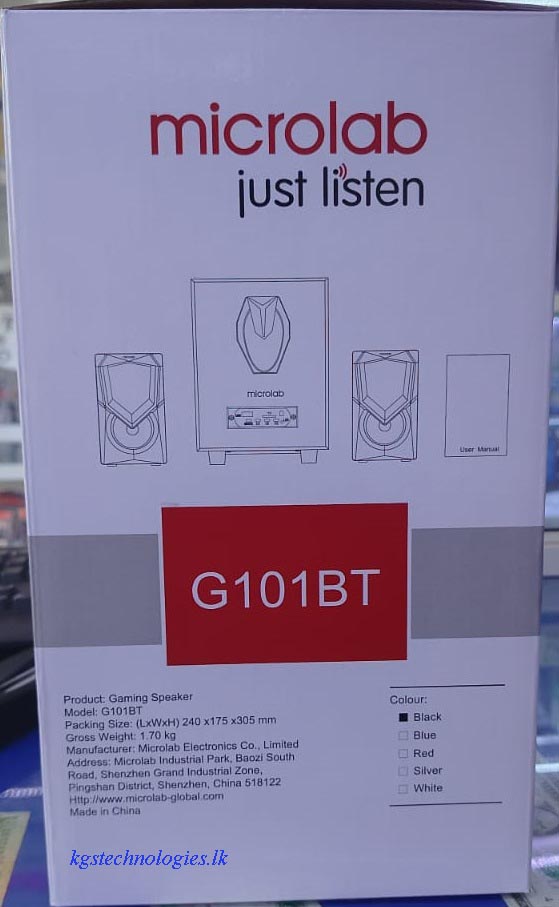 microlab
just listen
microlab
User Manual
G101BT
Product: Gaming Speaker
Model: G101BT
Packing Size: (LxWxH) 240 x175 x305 mm
Gross Weight: 1.70 kg
Manufacturer: Microlab Electronics Co., Limited
Address: Microlab Industrial Park, Baozi South
Road, Shenzhen Grand Industrial Zone,
Pingshan District, Shenzhen, China 518122
Http://www.microlab-global.com
Made in China
Colour:
Black
Blue
Red
Silver
White
kgstechnologies.lk